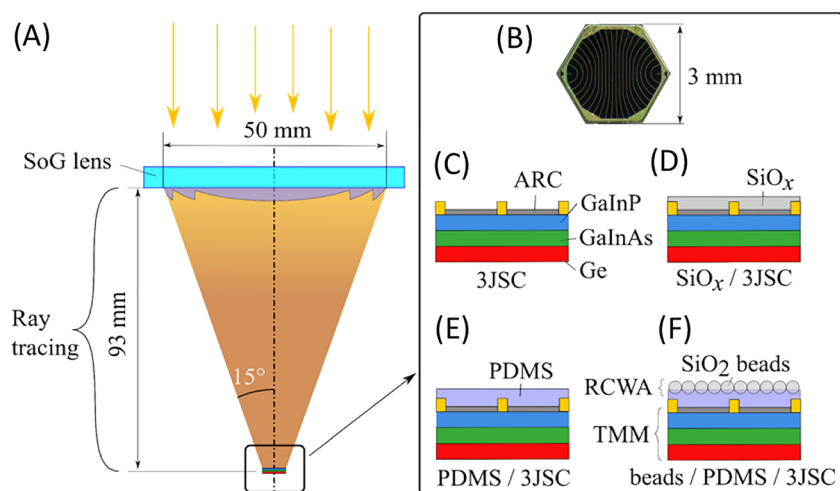 (A)
50 mm
SoG lens
Ray
tracing
93 mm
15°
(B)
3 mm
(C)
ARC
GaInP
GaInAs
Ge
3JSC
(D)
SiOx
SiOx / 3JSC
(E)
PDMS
PDMS / 3JSC
(F)
SiO2 beads
RCWA
TMM
beads / PDMS / 3JSC